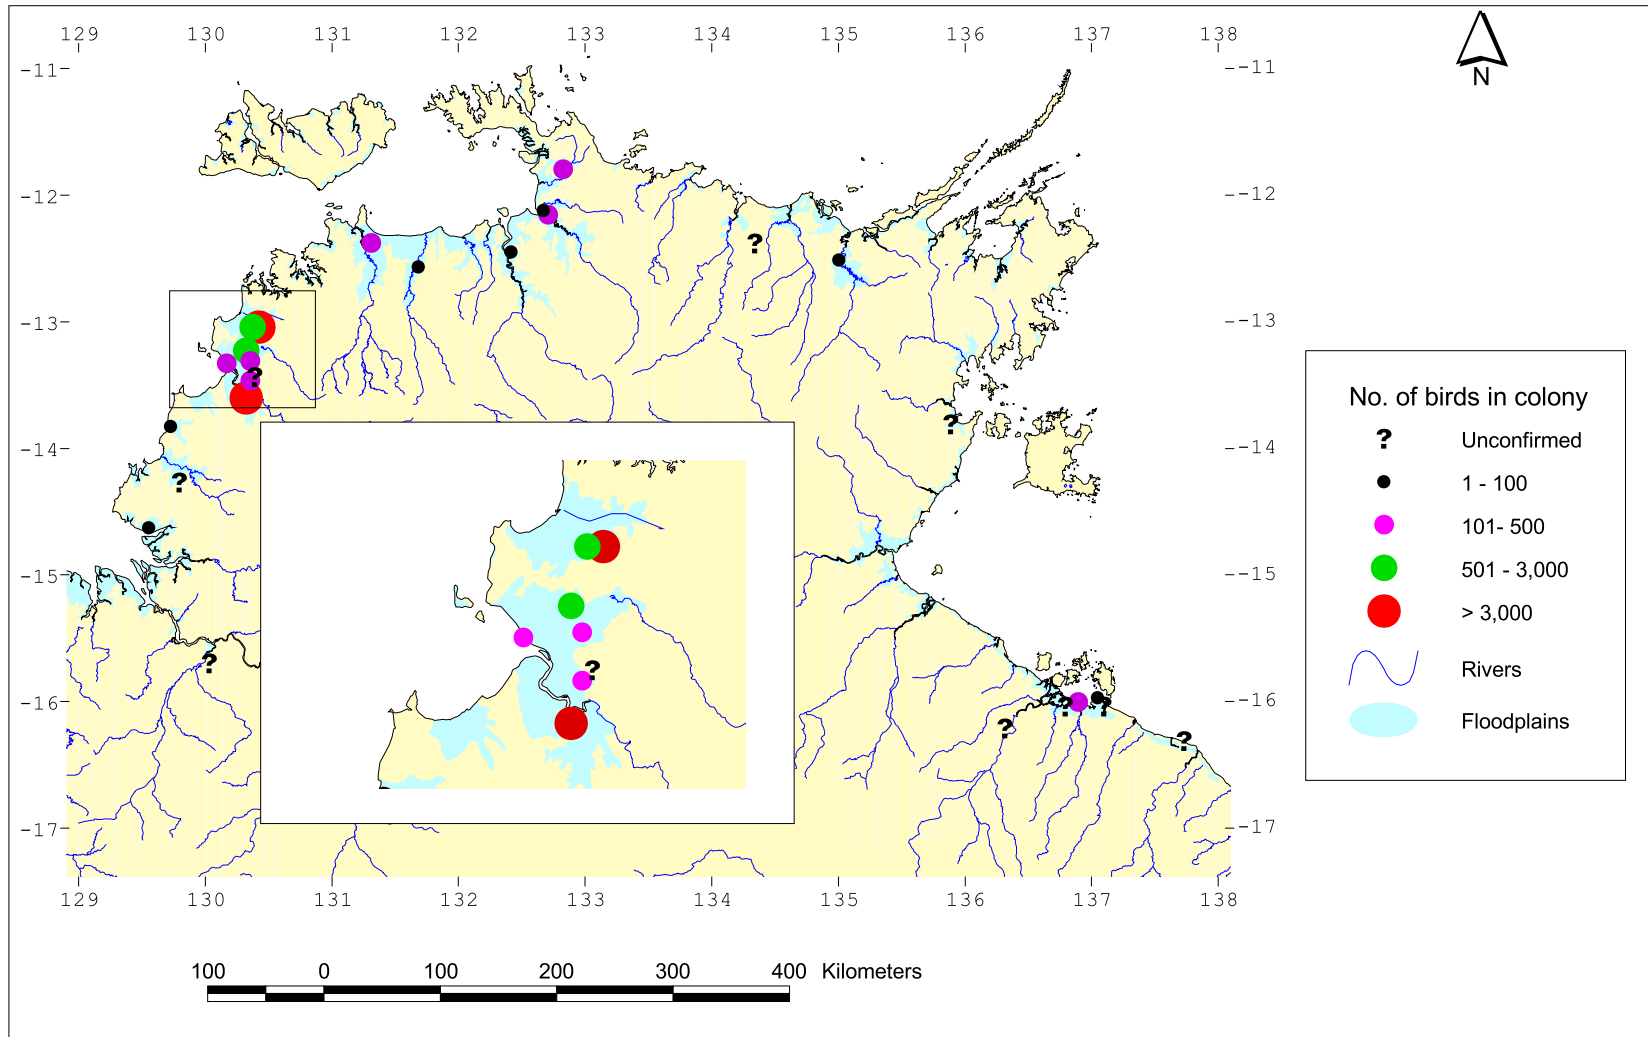 129 130 131 132 133 134 135 136 137 138
-11 -11
N
-12 -12
? ?
-13 -13
No. of birds in colony
? Unconfirmed
1 - 100
101- 500
501 - 3,000
> 3,000
Rivers
Floodplains
?
?
-14 -14
?
-15 -15
?
?
-16 -16
? ? ? ?
-17 -17
129 130 131 132 133 134 135 136 137 138
100 0 100 200 300 400 Kilometers